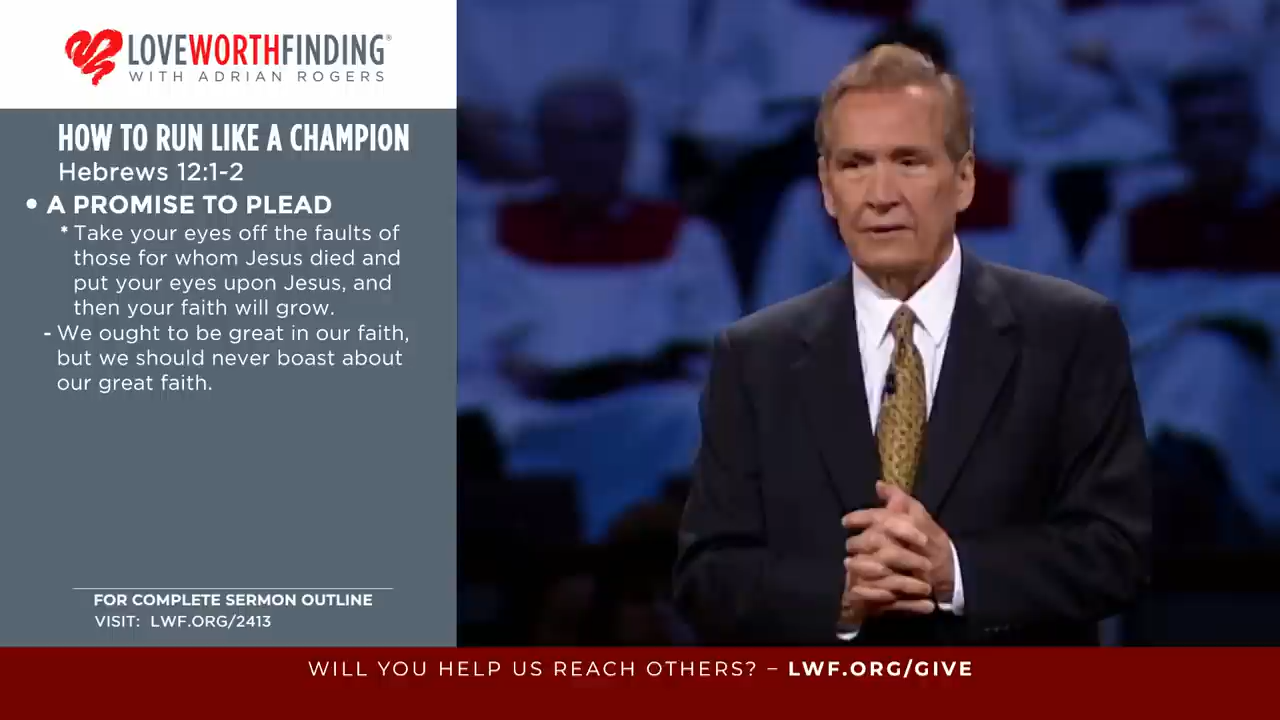 LOVEWORTHFINDING®
WITH ADRIAN ROGERS
HOW TO RUN LIKE A CHAMPION
Hebrews 12:1-2
• A PROMISE TO PLEAD
* Take your eyes off the faults of
those for whom Jesus died and
put your eyes upon Jesus, and
then your faith will grow.
- We ought to be great in our faith,
but we should never boast about
our great faith.
FOR COMPLETE SERMON OUTLINE
VISIT: LWF.ORG/2413
WILL YOU HELP US REACH OTHERS? – LWF.ORG/GIVE